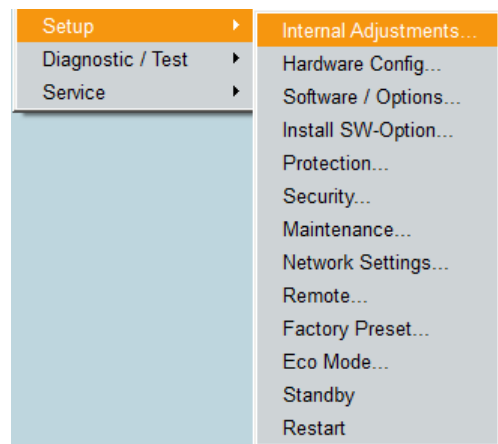 Setup
Diagnostic / Test
Service
Internal Adjustments...
Hardware Config...
Software / Options...
Install SW-Option...
Protection...
Security...
Maintenance...
Network Settings...
Remote...
Factory Preset...
Eco Mode...
Standby
Restart